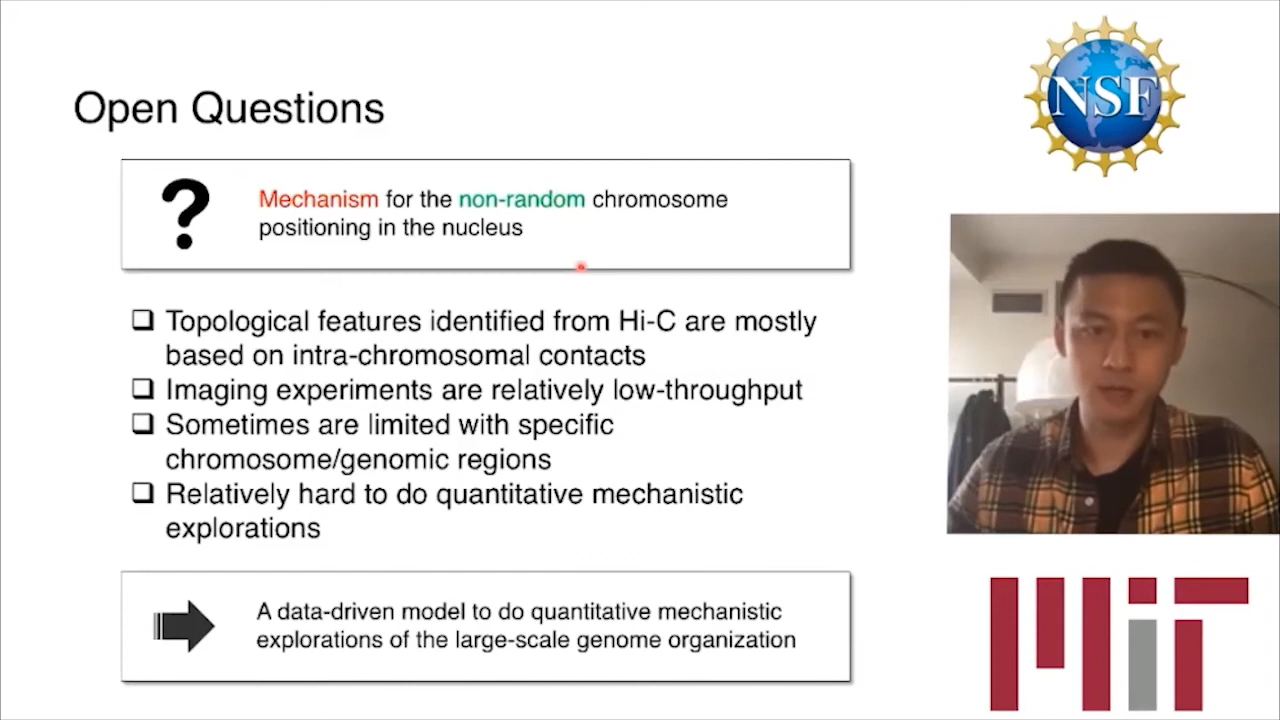 Open Questions
NSF
?
Mechanism for the non-random chromosome
positioning in the nucleus
❑ Topological features identified from Hi-C are mostly
based on intra-chromosomal contacts
❑ Imaging experiments are relatively low-throughput
❑ Sometimes are limited with specific
chromosome/genomic regions
❑ Relatively hard to do quantitative mechanistic
explorations
A data-driven model to do quantitative mechanistic
explorations of the large-scale genome organization
MIT